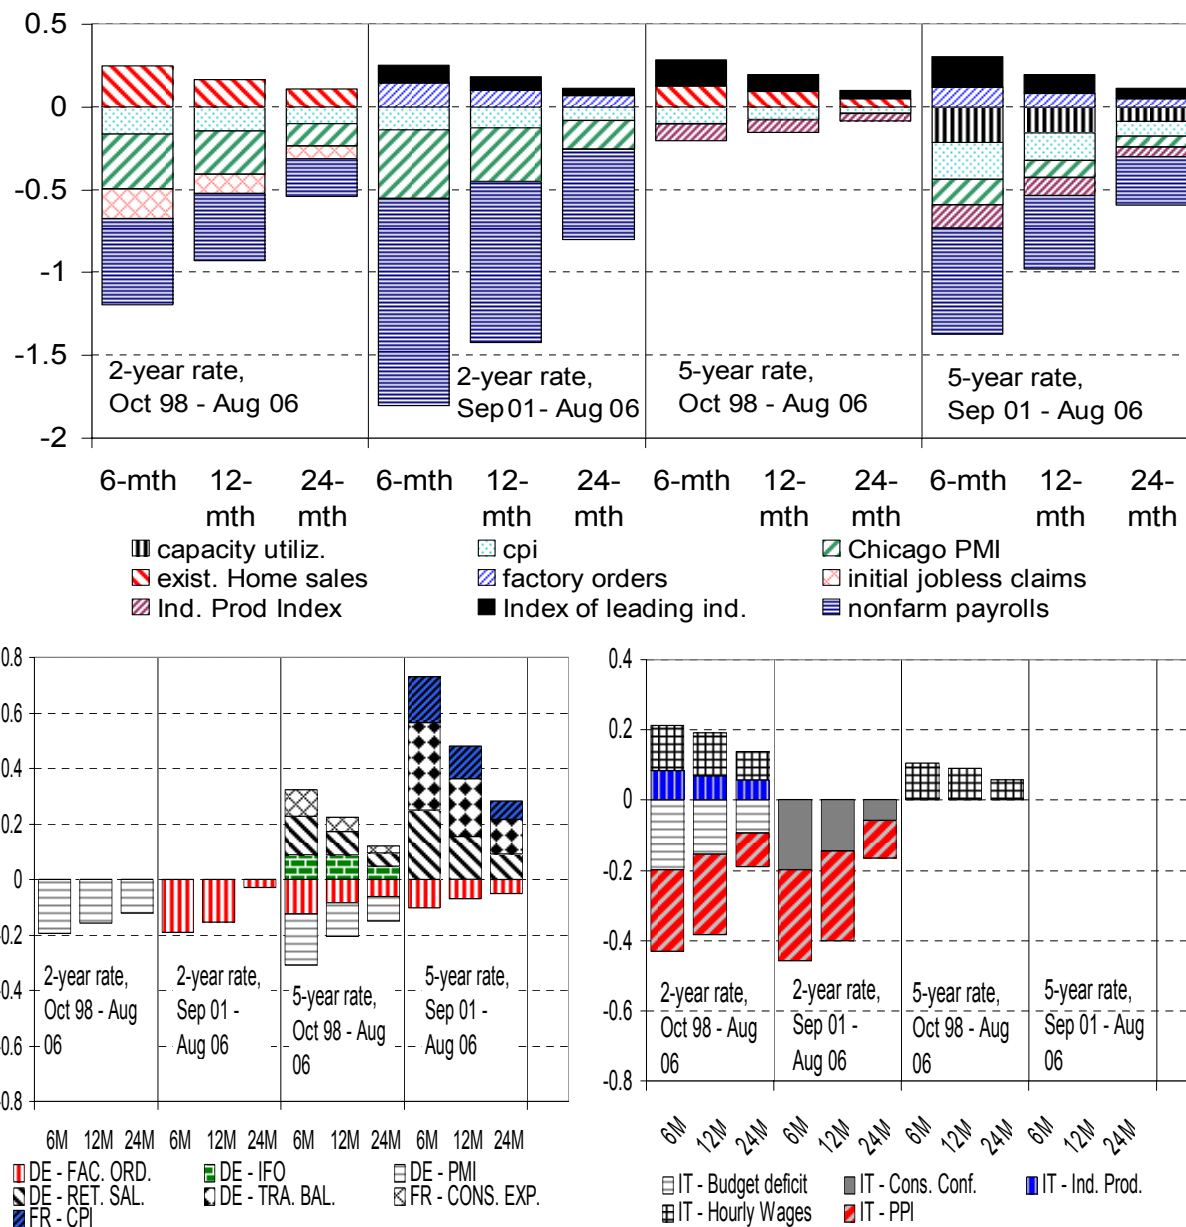 0.5
0
-0.5
-1
-1.5
-2
2-year rate,
Oct 98 - Aug 06
2-year rate,
Sep 01 - Aug 06
5-year rate,
Oct 98 - Aug 06
5-year rate,
Sep 01 - Aug 06
6-mth 12-mth 24-mth 6-mth 12-mth 24-mth 6-mth 12-mth 24-mth 6-mth 12-mth 24-mth
capacity utiliz. cpi Chicago PMI
exist. Home sales factory orders initial jobless claims
Ind. Prod Index Index of leading ind. nonfarm payrolls
0.8
0.6
0.4
0.2
0
-0.2
-0.4
-0.6
-0.8
2-year rate,
Oct 98 - Aug
06
2-year rate,
Sep 01 -
Aug 06
5-year rate,
Oct 98 - Aug
06
5-year rate,
Sep 01 -
Aug 06
6M 12M 24M 6M 12M 24M 6M 12M 24M 6M 12M 24M
DE - FAC. ORD. DE - IFO DE - PMI
DE - RET. SAL. DE - TRA. BAL. FR - CONS. EXP.
FR - CPI
0.4
0.2
0
-0.2
-0.4
-0.6
-0.8
2-year rate,
Oct 98 - Aug
06
2-year rate,
Sep 01 -
Aug 06
5-year rate,
Oct 98 - Aug
06
5-year rate,
Sep 01 - Aug
06
6M 12M 24M 6M 12M 24M 6M 12M 24M 6M 12M 24M
IT - Budget deficit IT - Cons. Conf. IT - Ind. Prod.
IT - Hourly Wages IT - PPI